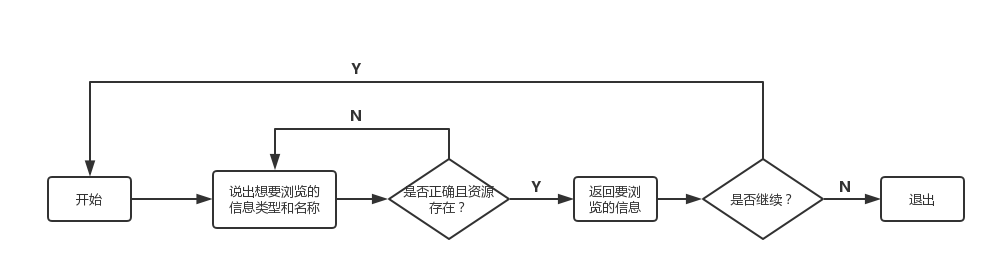 Y
N
开始
说出想要浏览的
信息类型和名称
是否正确且资源
存在？
Y
返回要浏
览的信息
是否继续？
N
退出